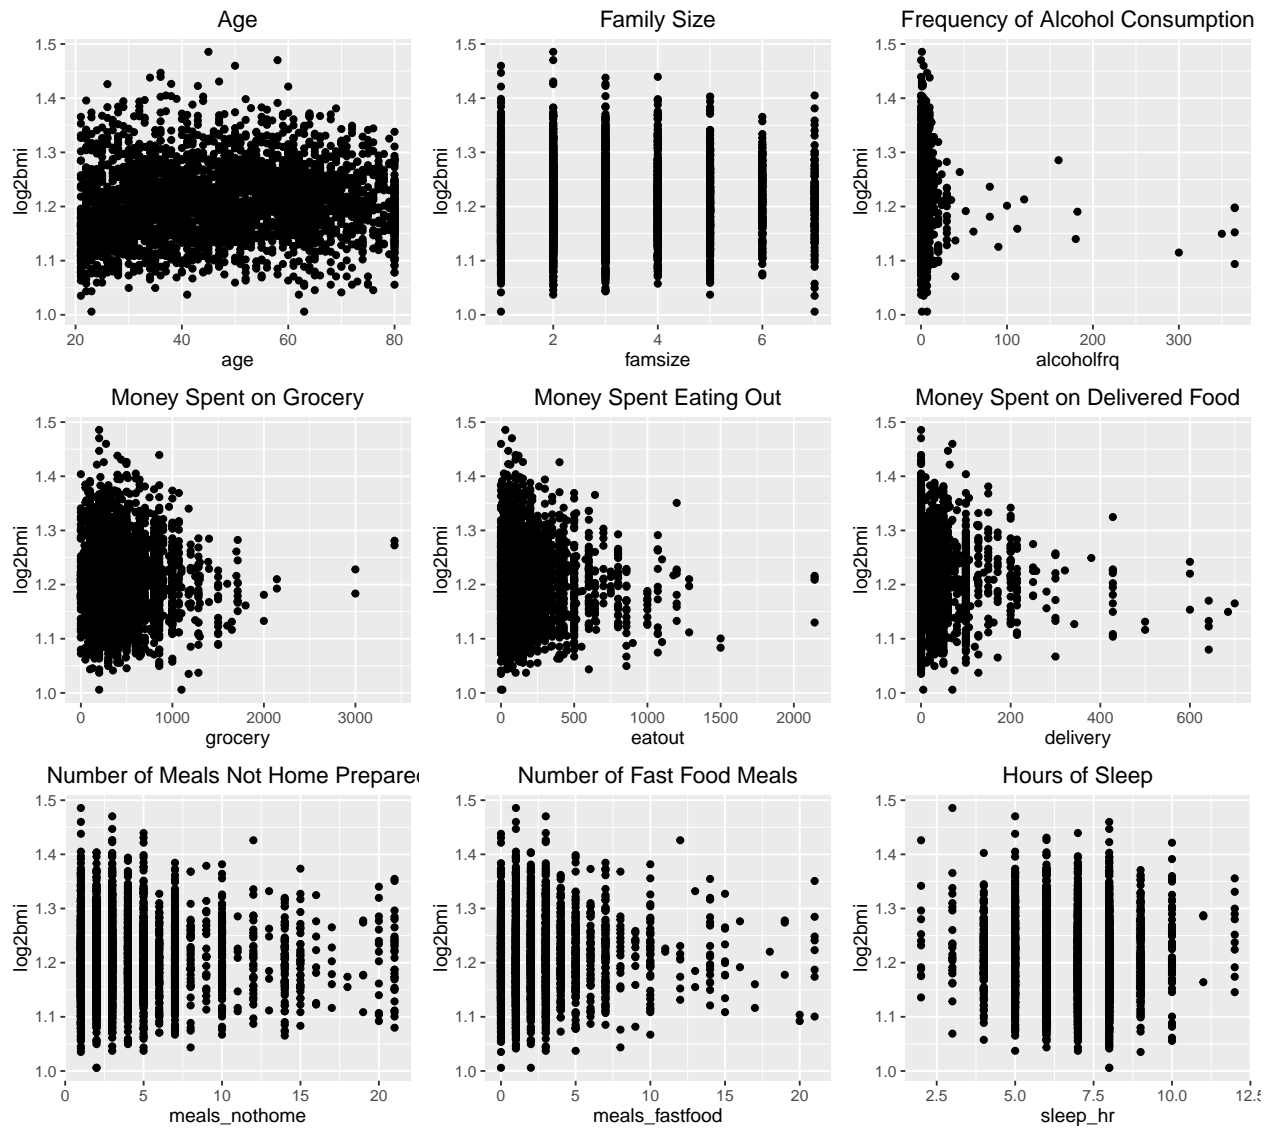 Age
1.5
1.4
1.3
1.2
1.1
1.0
log2bmi
20 40 60 80
age
Family Size
1.5
1.4
1.3
1.2
1.1
1.0
log2bmi
2 4 6
famsize
Frequency of Alcohol Consumption
1.5
1.4
1.3
1.2
1.1
1.0
log2bmi
0 100 200 300
alcoholfrq
Money Spent on Grocery
1.5
1.4
1.3
1.2
1.1
1.0
log2bmi
0 1000 2000 3000
grocery
Money Spent Eating Out
1.5
1.4
1.3
1.2
1.1
1.0
log2bmi
0 500 1000 1500 2000
eatout
Money Spent on Delivered Food
1.5
1.4
1.3
1.2
1.1
1.0
log2bmi
0 200 400 600
delivery
Number of Meals Not Home Prepare
1.5
1.4
1.3
1.2
1.1
1.0
log2bmi
0 5 10 15 20
meals_nothome
Number of Fast Food Meals
1.5
1.4
1.3
1.2
1.1
1.0
log2bmi
0 5 10 15 20
meals_fastfood
Hours of Sleep
1.5
1.4
1.3
1.2
1.1
1.0
log2bmi
2.5 5.0 7.5 10.0 12.5
sleep_hr